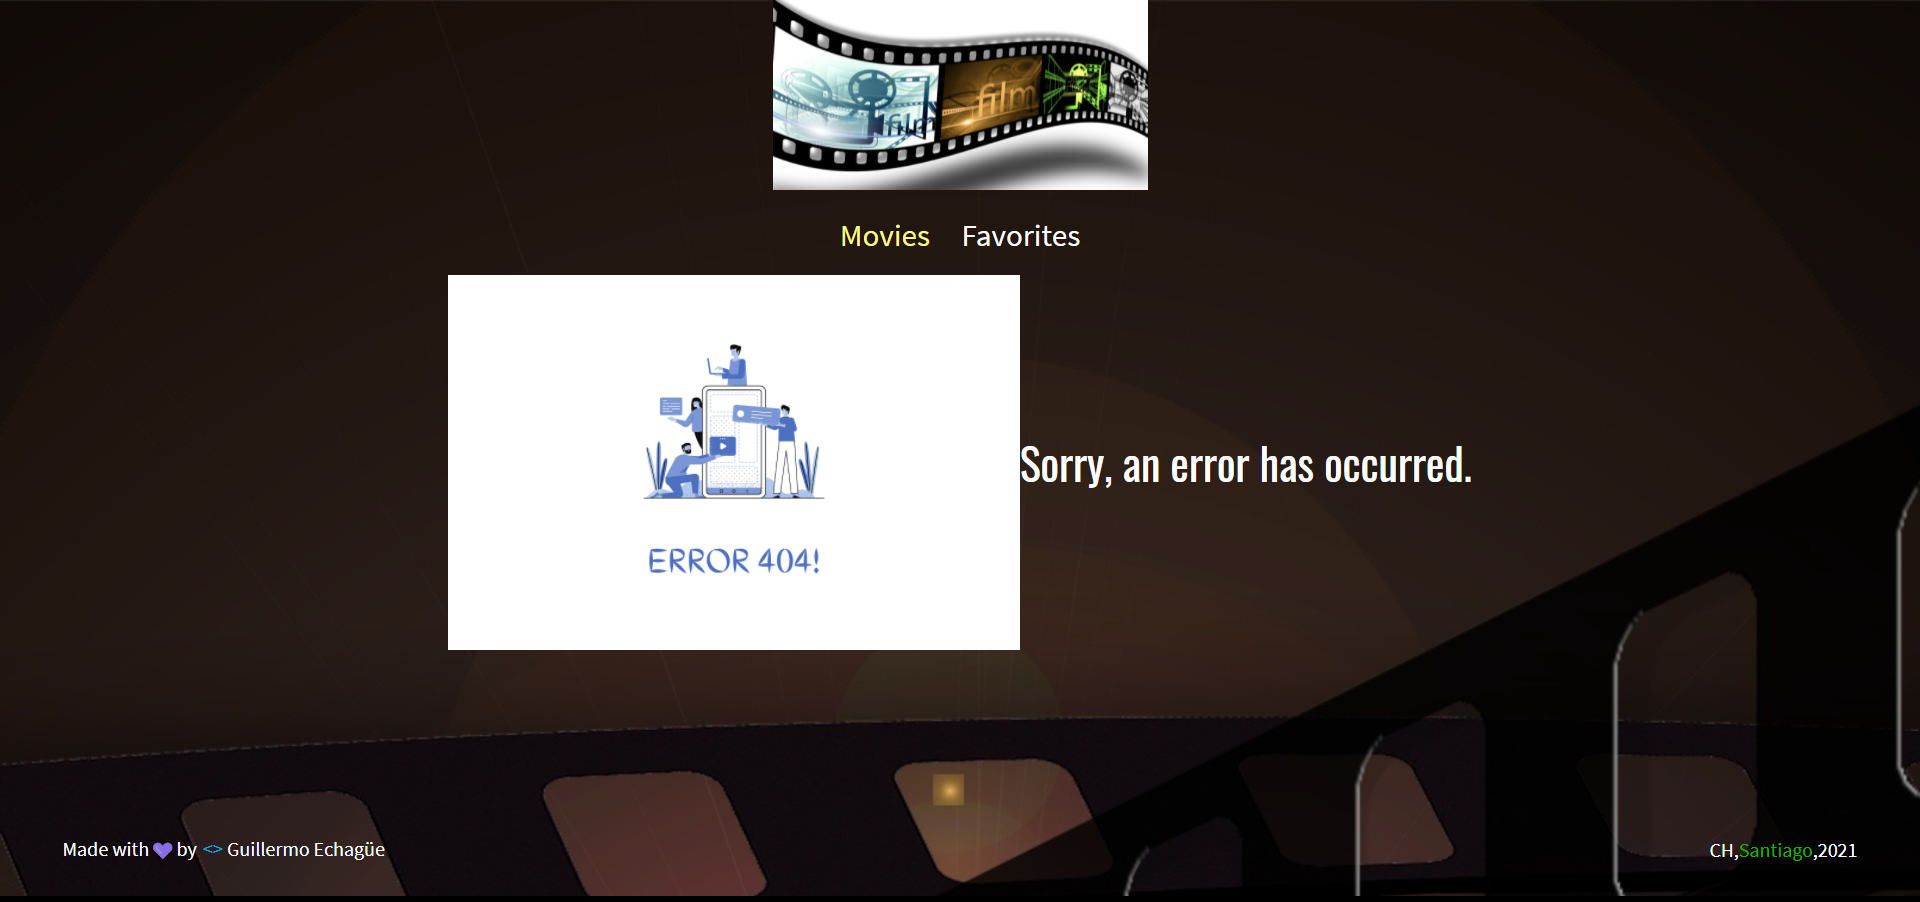 film
film
Movies Favorites
ERROR 404!
Sorry, an error has occurred.
Made with 💜 by <> Guillermo Echagüe
CH,Santiago,2021